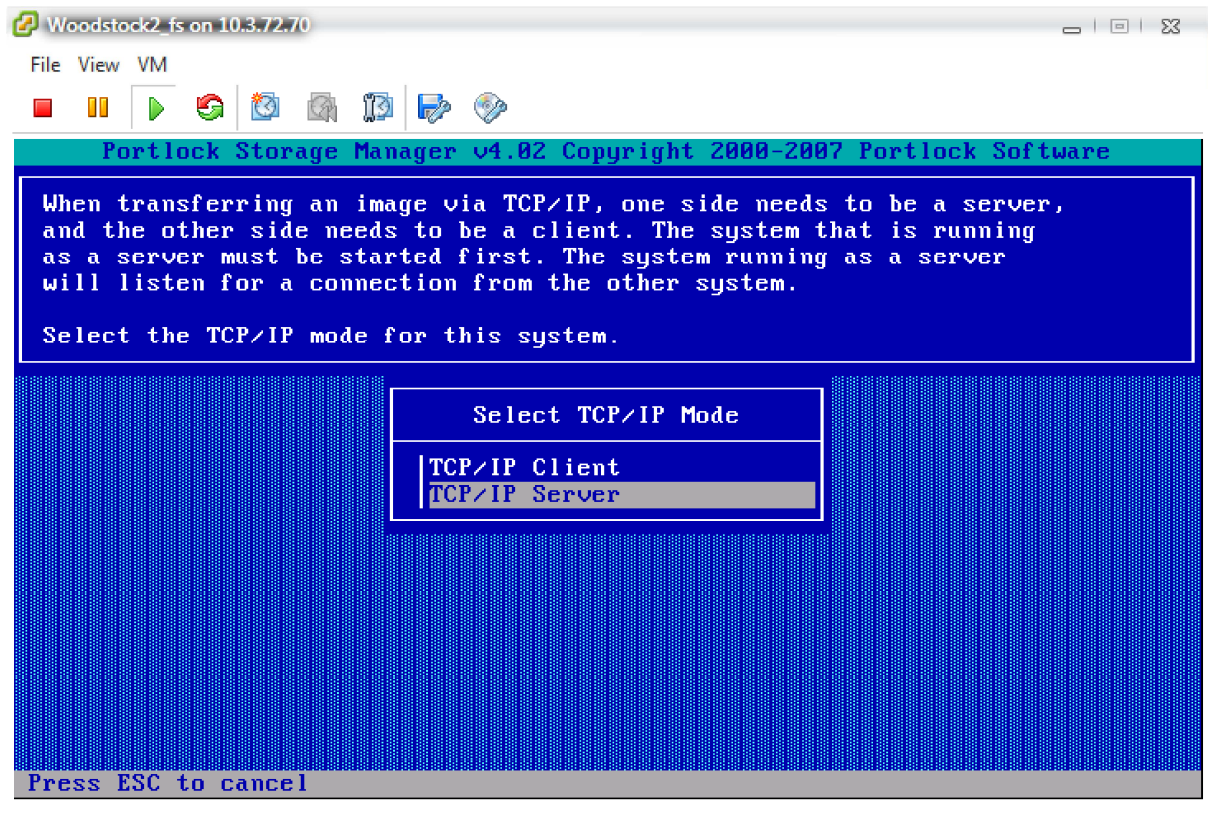 Woodstock2_fs on 10.3.72.70
File View VM
Portlock Storage Manager v4.02 Copyright 2000-2007 Portlock Software
When transferring an image via TCP/IP, one side needs to be a server,
and the other side needs to be a client. The system that is running
as a server must be started first. The system running as a server
will listen for a connection from the other system.
Select the TCP/IP mode for this system.
Select TCP/IP Mode
TCP/IP Client
TCP/IP Server
Press ESC to cancel